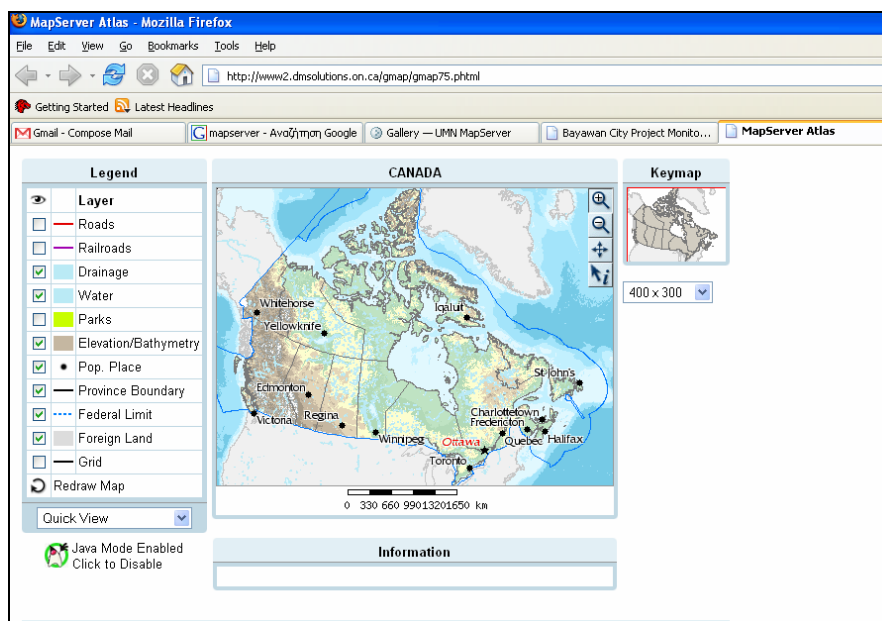 MapServer Atlas - Mozilla Firefox
File Edit View Go Bookmarks Tools Help
http://www2.dmsolutions.on.ca/gmap/gmap75.phtml
Getting Started Latest Headlines
Gmail - Compose Mail
mapserver - Αναζήτηση Google
Gallery — UMN MapServer
Bayawan City Project Monito...
MapServer Atlas
Legend
Layer
Roads
Railroads
Drainage
Water
Parks
Elevation/Bathymetry
Pop. Place
Province Boundary
Federal Limit
Foreign Land
Grid
Redraw Map
Quick View
Java Mode Enabled
Click to Disable
CANADA
Whitehorse
Iqaluit
Yellowknife
St John's
Edmonton
Charlottetown
Regina
Fredericton
Victoria
Winnipeg
Ottawa
Quebec
Halifax
Toronto
0 330 660 990 1320 1650 km
Information
Keymap
400 x 300